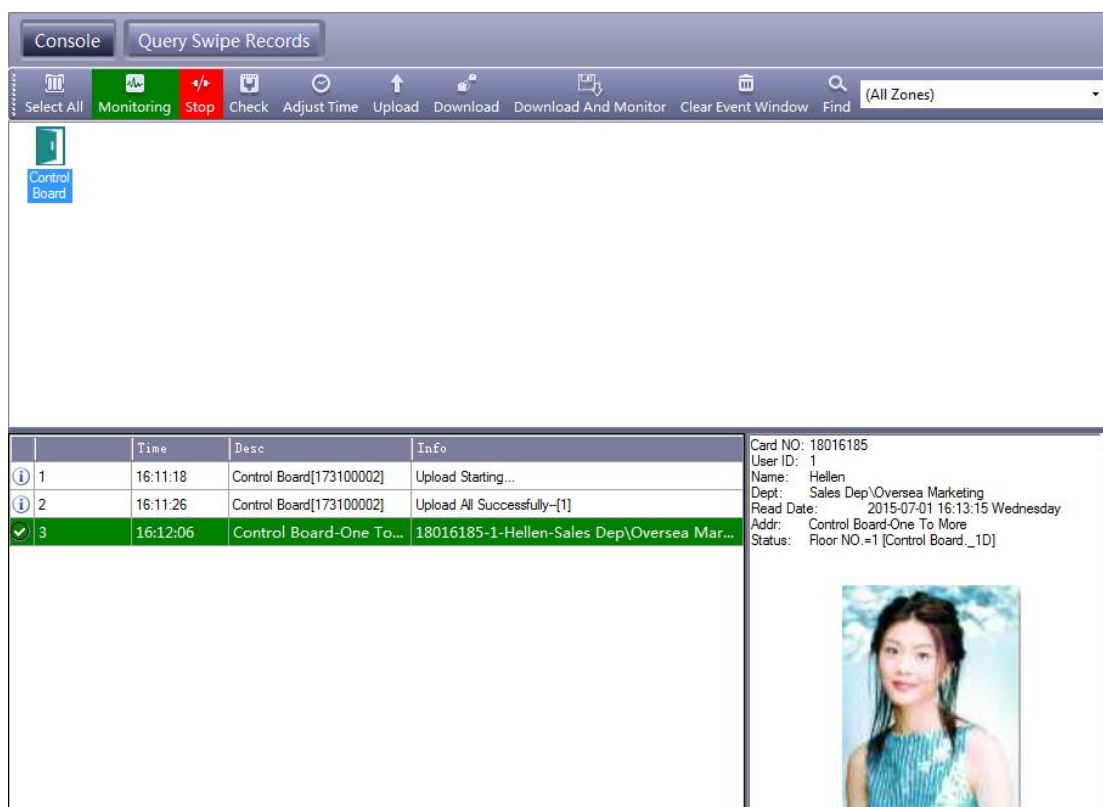 Console Query Swipe Records
Select All Monitoring Stop Check Adjust Time Upload Download Download And Monitor Clear Event Window Find (All Zones)
Control
Board
Time Desc Info
1 16:11:18 Control Board[173100002] Upload Starting...
2 16:11:26 Control Board[173100002] Upload All Successfully--[1]
3 16:12:06 Control Board-One To... 18016185-1-Hellen-Sales Dep\Oversea Mar...
Card NO: 18016185
User ID: 1
Name: Hellen
Dept: Sales Dep\Oversea Marketing
Read Date: 2015-07-01 16:13:15 Wednesday
Addr: Control Board-One To More
Status: Floor NO.=1 [Control Board._1D]